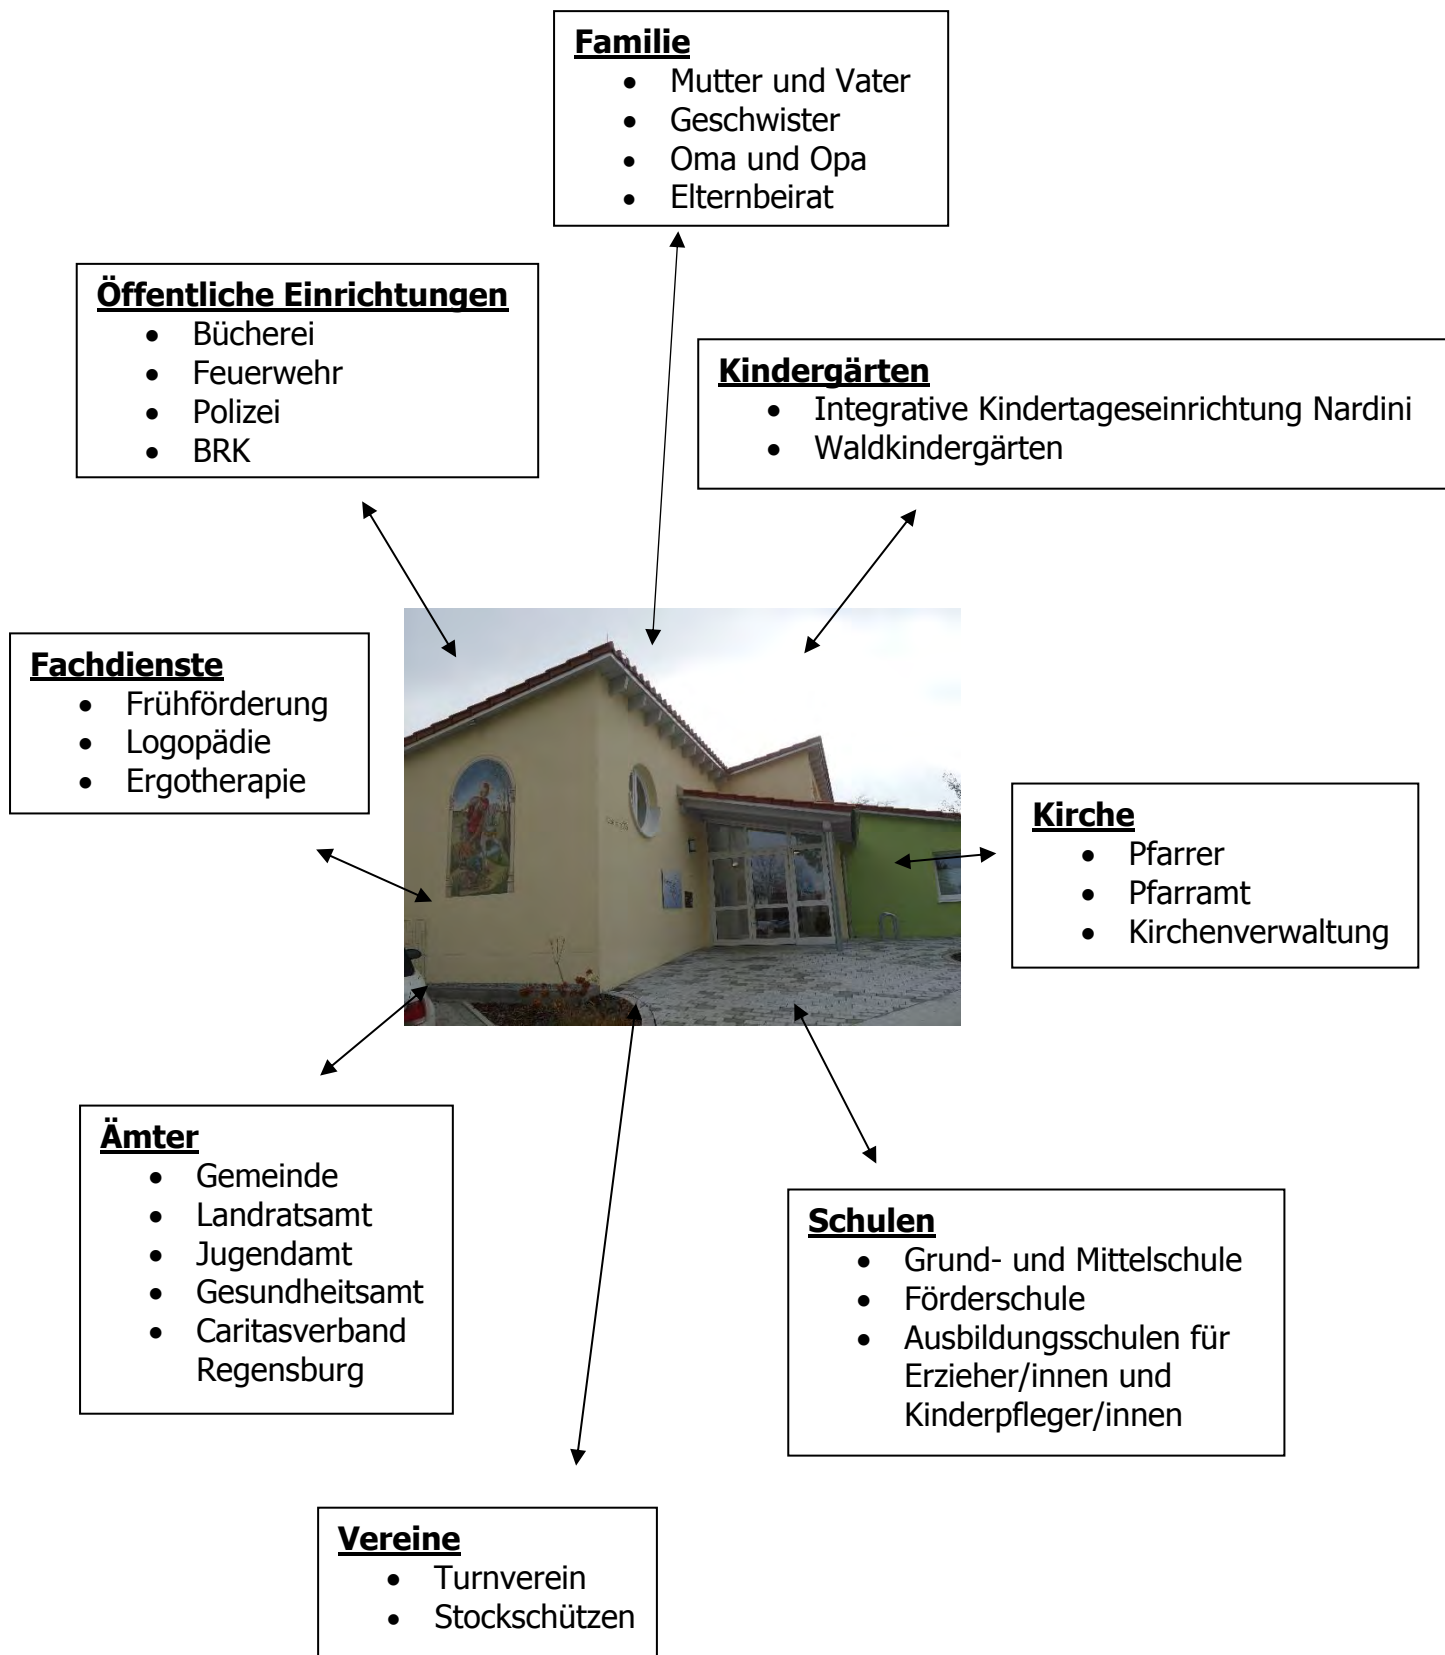 Familie
• Mutter und Vater
• Geschwister
• Oma und Opa
• Elternbeirat
Öffentliche Einrichtungen
• Bücherei
• Feuerwehr
• Polizei
• BRK
Kindergärten
• Integrative Kindertageseinrichtung Nardini
• Waldkindergärten
Fachdienste
• Frühförderung
• Logopädie
• Ergotherapie
Kirche
• Pfarrer
• Pfarramt
• Kirchenverwaltung
Ämter
• Gemeinde
• Landratsamt
• Jugendamt
• Gesundheitsamt
• Caritasverband
Regensburg
Schulen
• Grund- und Mittelschule
• Förderschule
• Ausbildungsschulen für
Erzieher/innen und
Kinderpfleger/innen
Vereine
• Turnverein
• Stockschützen